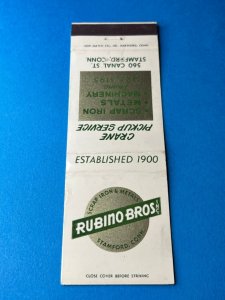 360 CANAL ST.
STAMFORD, CONN
• SCRAP IRON
• METALS
• MACHINERY
CRANE
PICKUP SERVICE
ESTABLISHED 1900
SCRAP IRON & METALS
RUBINO BROS. INC.
STAMFORD, CONN.
CLOSE COVER BEFORE STRIKING